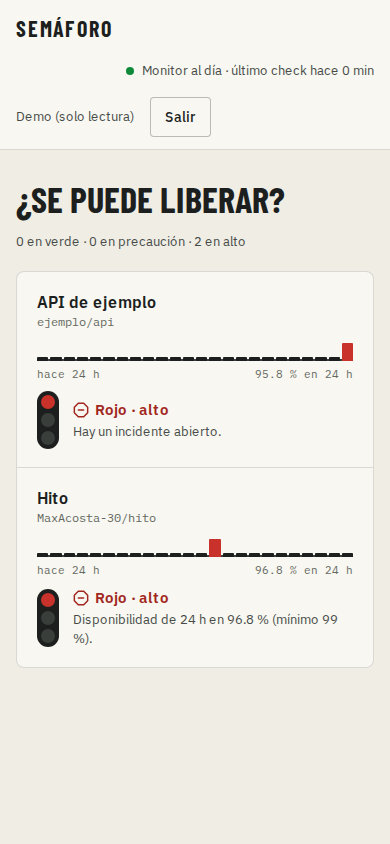 SEMÁFORO
Monitor al día · último check hace 0 min
Demo (solo lectura)
Salir
¿SE PUEDE LIBERAR?
0 en verde · 0 en precaución · 2 en alto
API de ejemplo
ejemplo/api
hace 24 h
95.8 % en 24 h
Rojo · alto
Hay un incidente abierto.
Hito
MaxAcosta-30/hito
hace 24 h
96.8 % en 24 h
Rojo · alto
Disponibilidad de 24 h en 96.8 % (mínimo 99
%).